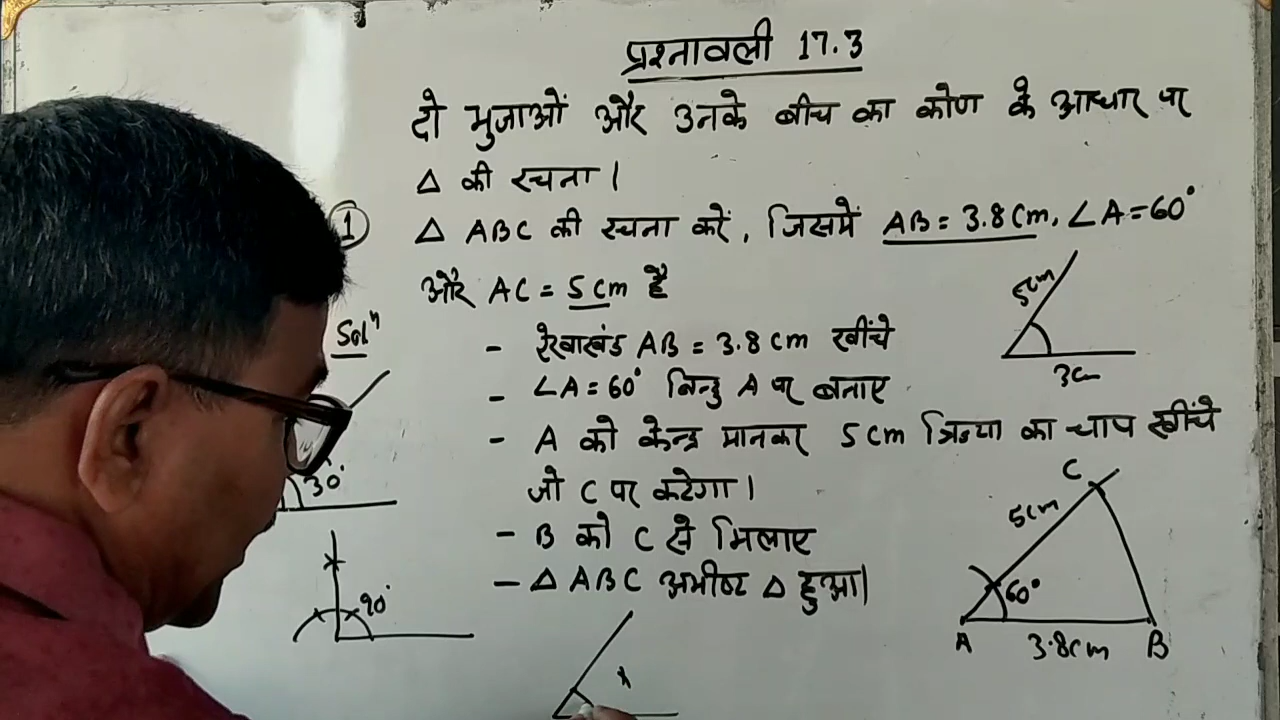 प्रश्नावली 17.3
दो भुजाओं और उनके बीच का कोण के आधार पर
Δ की रचना।
1
Δ ABC की रचना करें, जिसमें AB = 3.8 cm, ∠A = 60°
और AC = 5 cm है
Solⁿ
- रेखाखंड AB = 3.8 cm खींचे
- ∠A = 60° बिन्दु A पर बनाए
- A को केन्द्र मानकर 5 cm त्रिज्या का चाप खींचे
जो C पर कटेगा।
- B को C से मिलाए
- Δ ABC अभीष्ट Δ हुआ।
5cm
3c
30°
90°
C
5cm
60°
A
3.8cm
B